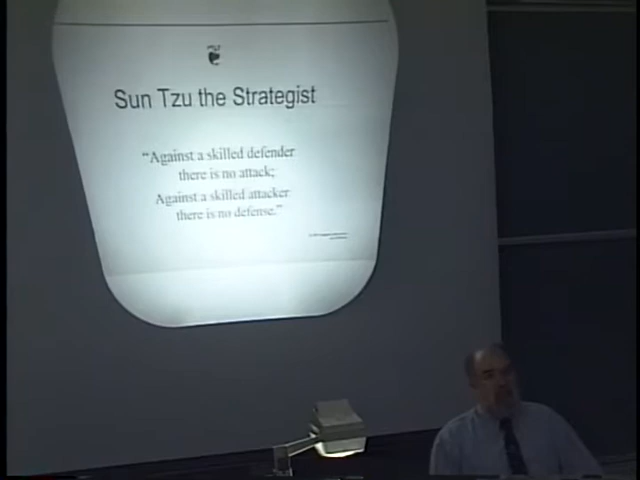 Sun Tzu the Strategist
“Against a skilled defender
there is no attack;
Against a skilled attacker
there is no defense.”